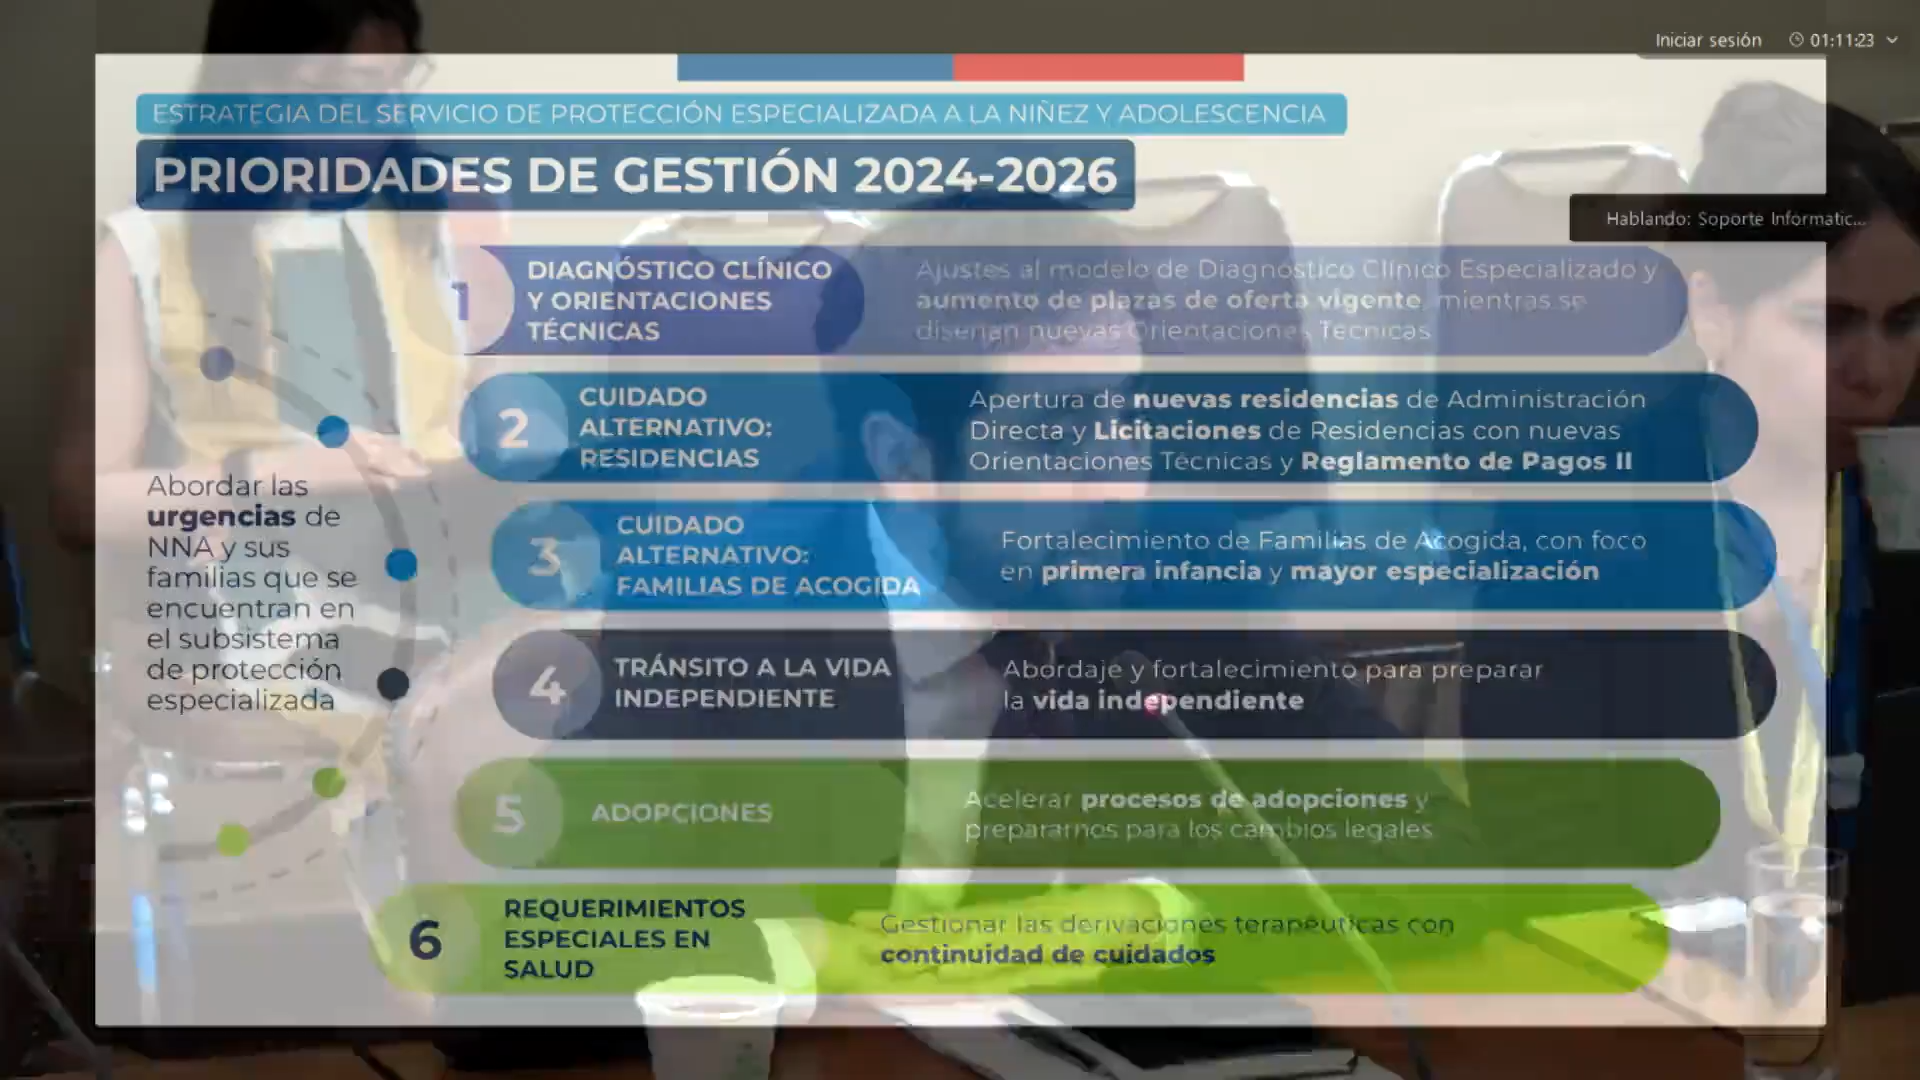 Iniciar sesión 01:11:23
ESTRATEGIA DEL SERVICIO DE PROTECCIÓN ESPECIALIZADA A LA NIÑEZ Y ADOLESCENCIA
PRIORIDADES DE GESTIÓN 2024-2026
Hablando: Soporte Informatic...
Abordar las
urgencias de
NNA y sus
familias que se
encuentran en
el subsistema
de protección
especializada
1
DIAGNÓSTICO CLÍNICO
Y ORIENTACIONES
TÉCNICAS
Ajustes al modelo de Diagnóstico Clínico Especializado y
aumento de plazas de oferta vigente, mientras se
diseñan nuevas Orientaciones Técnicas
2
CUIDADO
ALTERNATIVO:
RESIDENCIAS
Apertura de nuevas residencias de Administración
Directa y Licitaciones de Residencias con nuevas
Orientaciones Técnicas y Reglamento de Pagos II
3
CUIDADO
ALTERNATIVO:
FAMILIAS DE ACOGIDA
Fortalecimiento de Familias de Acogida, con foco
en primera infancia y mayor especialización
4
TRÁNSITO A LA VIDA
INDEPENDIENTE
Abordaje y fortalecimiento para preparar
la vida independiente
5
ADOPCIONES
Acelerar procesos de adopciones y
prepararnos para los cambios legales
6
REQUERIMIENTOS
ESPECIALES EN
SALUD
Gestionar las derivaciones terapéuticas con
continuidad de cuidados